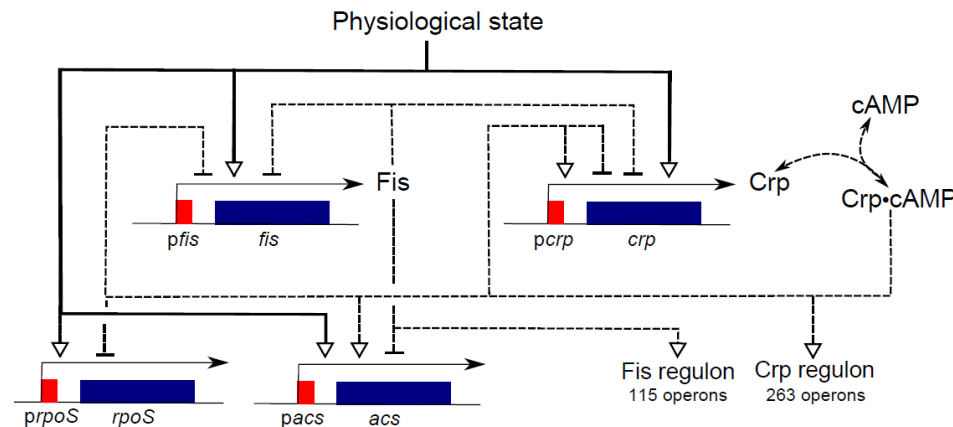 Physiological state
cAMP
Fis
Crp
Crp•cAMP
pfis fis
pcrp crp
Fis regulon
115 operons
Crp regulon
263 operons
prpoS rpoS
pacs acs